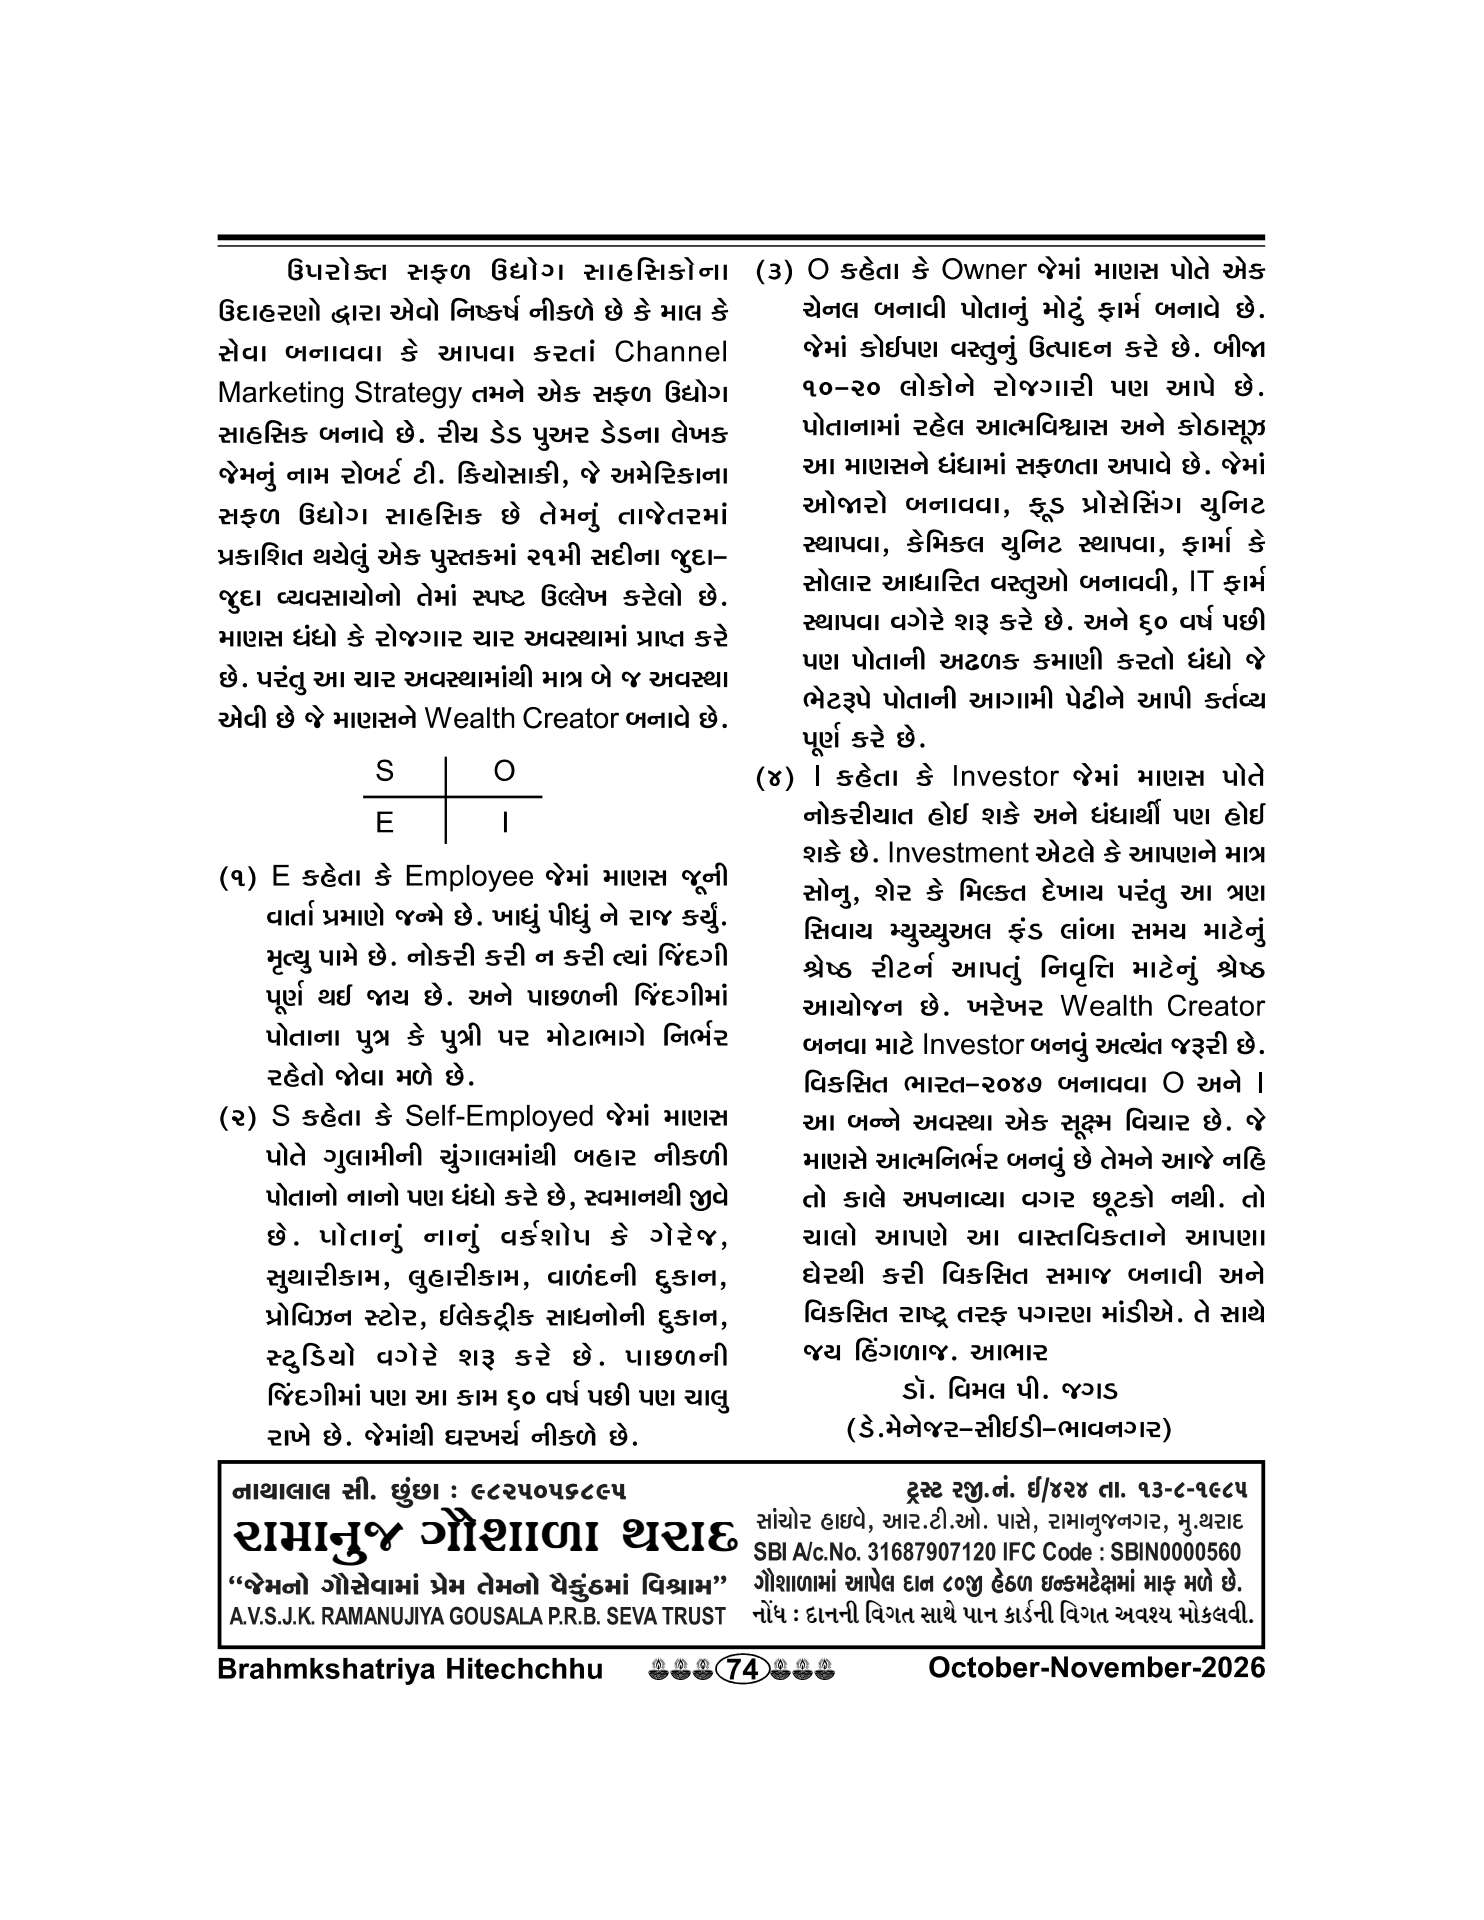 ઉપરોક્ત સફળ ઉદ્યોગ સાહસિકોના
ઉદાહરણો દ્વારા એવો નિષ્કર્ષ નીકળે છે કે માલ કે
સેવા બનાવવા કે આપવા કરતાં Channel
Marketing Strategy તમને એક સફળ ઉદ્યોગ
સાહસિક બનાવે છે. રીચ ડેડ પુઅર ડેડના લેખક
જેમનું નામ રોબર્ટ ટી. કિયોસાકી, જે અમેરિકાના
સફળ ઉદ્યોગ સાહસિક છે તેમનું તાજેતરમાં
પ્રકાશિત થયેલું એક પુસ્તકમાં ૨૧મી સદીના જુદા-
જુદા વ્યવસાયોનો તેમાં સ્પષ્ટ ઉલ્લેખ કરેલો છે.
માણસ ધંધો કે રોજગાર ચાર અવસ્થામાં પ્રાપ્ત કરે
છે. પરંતુ આ ચાર અવસ્થામાંથી માત્ર બે જ અવસ્થા
એવી છે જે માણસને Wealth Creator બનાવે છે.
S O
E I
(૧) E કહેતા કે Employee જેમાં માણસ જૂની
વાર્તા પ્રમાણે જન્મે છે. ખાધું પીધું ને રાજ કર્યું.
મૃત્યુ પામે છે. નોકરી કરી ન કરી ત્યાં જિંદગી
પૂર્ણ થઈ જાય છે. અને પાછળની જિંદગીમાં
પોતાના પુત્ર કે પુત્રી પર મોટાભાગે નિર્ભર
રહેતો જોવા મળે છે.
(૨) S કહેતા કે Self-Employed જેમાં માણસ
પોતે ગુલામીની ચુંગાલમાંથી બહાર નીકળી
પોતાનો નાનો પણ ધંધો કરે છે, સ્વમાનથી જીવે
છે. પોતાનું નાનું વર્કશોપ કે ગેરેજ,
સુથારીકામ, લુહારીકામ, વાળંદની દુકાન,
પ્રોવિઝન સ્ટોર, ઈલેકટ્રીક સાધનોની દુકાન,
સ્ટુડિયો વગેરે શરૂ કરે છે. પાછળની
જિંદગીમાં પણ આ કામ ૬૦ વર્ષ પછી પણ ચાલુ
રાખે છે. જેમાંથી ઘરખર્ચ નીકળે છે.
(૩) O કહેતા કે Owner જેમાં માણસ પોતે એક
ચેનલ બનાવી પોતાનું મોટું ફાર્મ બનાવે છે.
જેમાં કોઈપણ વસ્તુનું ઉત્પાદન કરે છે. બીજા
૧૦-૨૦ લોકોને રોજગારી પણ આપે છે.
પોતાનામાં રહેલ આત્મવિશ્વાસ અને કોઠાસૂઝ
આ માણસને ધંધામાં સફળતા અપાવે છે. જેમાં
ઓજારો બનાવવા, ફૂડ પ્રોસેસિંગ યુનિટ
સ્થાપવા, કેમિકલ યુનિટ સ્થાપવા, ફાર્મા કે
સોલાર આધારિત વસ્તુઓ બનાવવી, IT ફાર્મ
સ્થાપવા વગેરે શરૂ કરે છે. અને ૬૦ વર્ષ પછી
પણ પોતાની અઢળક કમાણી કરતો ધંધો જે
ભેટરૂપે પોતાની આગામી પેઢીને આપી કર્તવ્ય
પૂર્ણ કરે છે.
(૪) I કહેતા કે Investor જેમાં માણસ પોતે
નોકરીયાત હોઈ શકે અને ધંધાર્થી પણ હોઈ
શકે છે. Investment એટલે કે આપણને માત્ર
સોનુ, શેર કે મિલ્કત દેખાય પરંતુ આ ત્રણ
સિવાય મ્યુચ્યુઅલ ફંડ લાંબા સમય માટેનું
શ્રેષ્ઠ રીટર્ન આપતું નિવૃત્તિ માટેનું શ્રેષ્ઠ
આયોજન છે. ખરેખર Wealth Creator
બનવા માટે Investor બનવું અત્યંત જરૂરી છે.
વિકસિત ભારત-૨૦૪૭ બનાવવા O અને I
આ બન્ને અવસ્થા એક સૂક્ષ્મ વિચાર છે. જે
માણસે આત્મનિર્ભર બનવું છે તેમને આજે નહિ
તો કાલે અપનાવ્યા વગર છૂટકો નથી. તો
ચાલો આપણે આ વાસ્તવિકતાને આપણા
ઘેરથી કરી વિકસિત સમાજ બનાવી અને
વિકસિત રાષ્ટ્ર તરફ પગરણ માંડીએ. તે સાથે
જય હિંગળાજ. આભાર
ડૉ. વિમલ પી. જગડ
(ડે.મેનેજર-સીઈડી-ભાવનગર)
નાથાલાલ સી. છુંછા : ૯૮૨૫૦૫૬૮૯૫
રામાનુજ ગૌશાળા થરાદ
“જેમનો ગૌસેવામાં પ્રેમ તેમનો વૈકુંઠમાં વિશ્રામ”
A.V.S.J.K. RAMANUJIYA GOUSALA P.R.B. SEVA TRUST
ટ્રસ્ટ રજી.નં. ઈ/૪૨૪ તા. ૧૩-૮-૧૯૮૫
સાંચોર હાઇવે, આર.ટી.ઓ. પાસે, રામાનુજનગર, મુ.થરાદ
SBI A/c.No. 31687907120 IFC Code : SBIN0000560
ગૌશાળામાં આપેલ દાન ૮૦જી હેઠળ ઇન્કમટેક્ષમાં માફ મળે છે.
નોંધ : દાનની વિગત સાથે પાન કાર્ડની વિગત અવશ્ય મોકલવી.
Brahmkshatriya Hitechchhu 74 October-November-2026